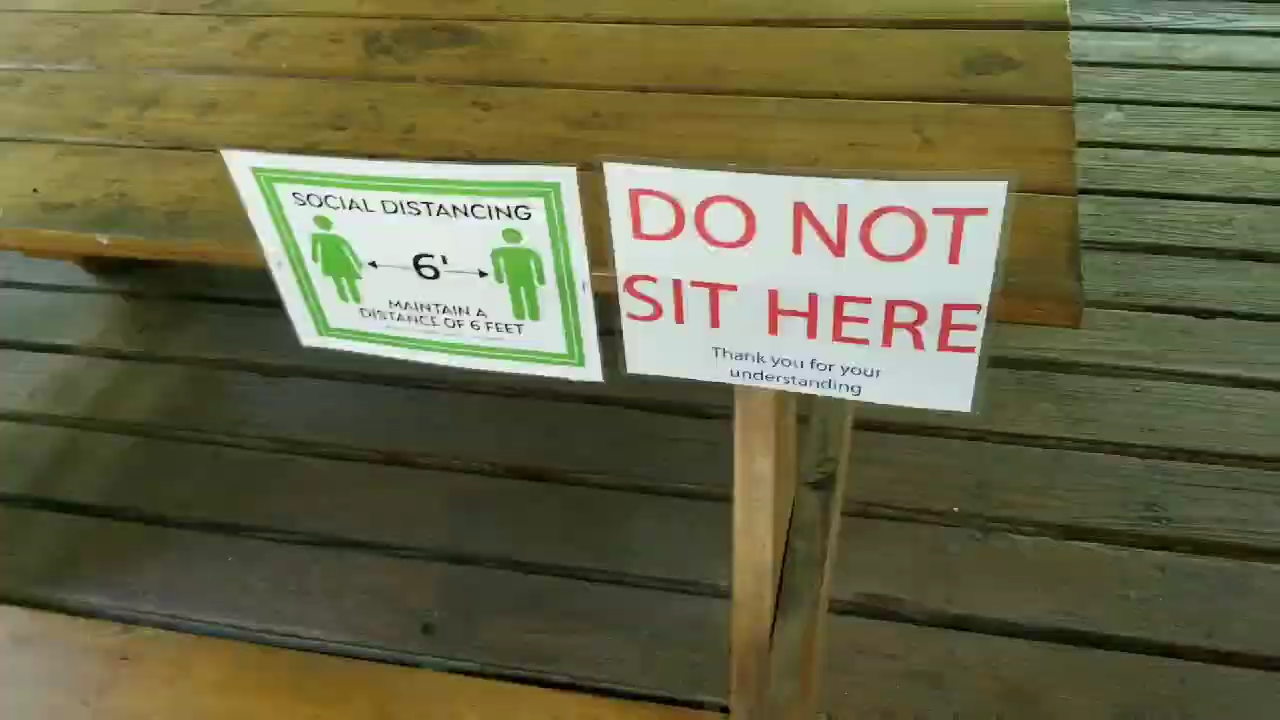 SOCIAL DISTANCING
6'
MAINTAIN A
DISTANCE OF 6 FEET
DO NOT
SIT HERE
Thank you for your
understanding